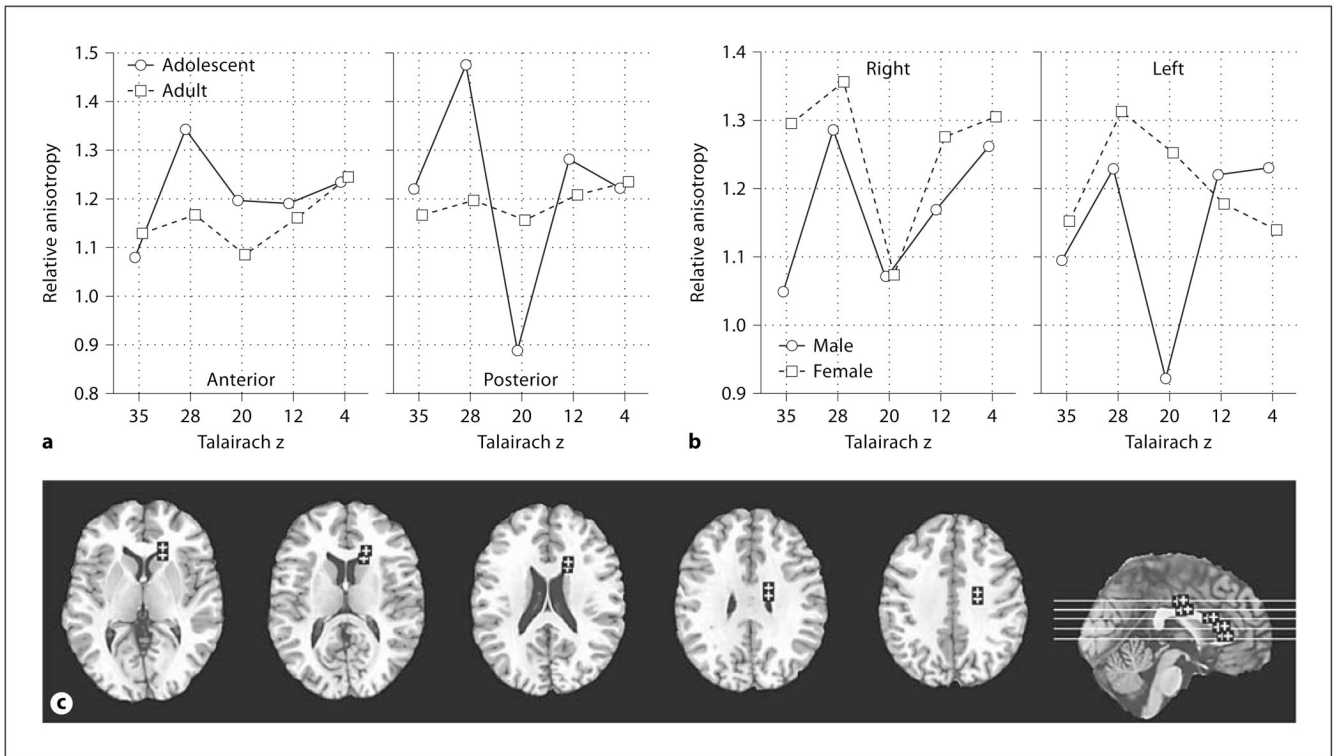 1.5
1.4
1.3
1.2
1.1
1.0
0.9
0.8
Relative anisotropy
Adolescent
Adult
Anterior
Posterior
35 28 20 12 4
35 28 20 12 4
Talairach z
Talairach z
a
1.4
1.3
1.2
1.1
1.0
0.9
Relative anisotropy
Right
Left
Male
Female
35 28 20 12 4
35 28 20 12 4
Talairach z
Talairach z
b
c